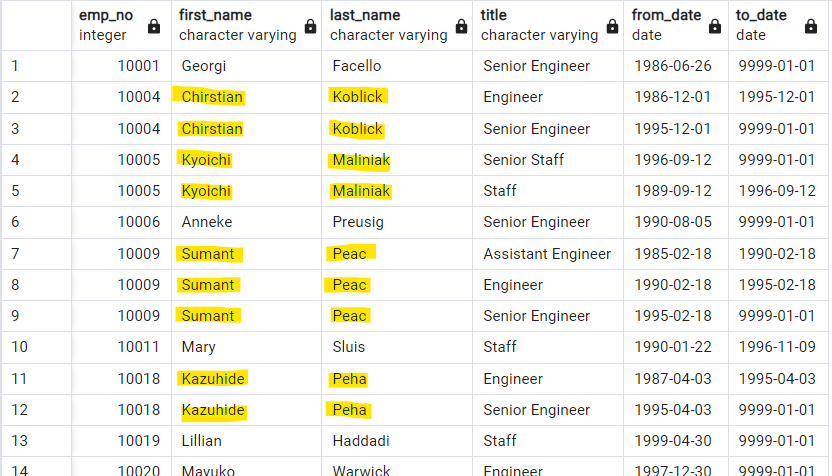 emp_no first_name last_name title from_date to_date
integer character varying character varying character varying date date
1 10001 Georgi Facello Senior Engineer 1986-06-26 9999-01-01
2 10004 Chirstian Koblick Engineer 1986-12-01 1995-12-01
3 10004 Chirstian Koblick Senior Engineer 1995-12-01 9999-01-01
4 10005 Kyoichi Maliniak Senior Staff 1996-09-12 9999-01-01
5 10005 Kyoichi Maliniak Staff 1989-09-12 1996-09-12
6 10006 Anneke Preusig Senior Engineer 1990-08-05 9999-01-01
7 10009 Sumant Peac Assistant Engineer 1985-02-18 1990-02-18
8 10009 Sumant Peac Engineer 1990-02-18 1995-02-18
9 10009 Sumant Peac Senior Engineer 1995-02-18 9999-01-01
10 10011 Mary Sluis Staff 1990-01-22 1996-11-09
11 10018 Kazuhide Peha Engineer 1987-04-03 1995-04-03
12 10018 Kazuhide Peha Senior Engineer 1995-04-03 9999-01-01
13 10019 Lillian Haddadi Staff 1999-04-30 9999-01-01
14 10020 Mayuko Warwick Engineer 1997-12-30 9999-01-01